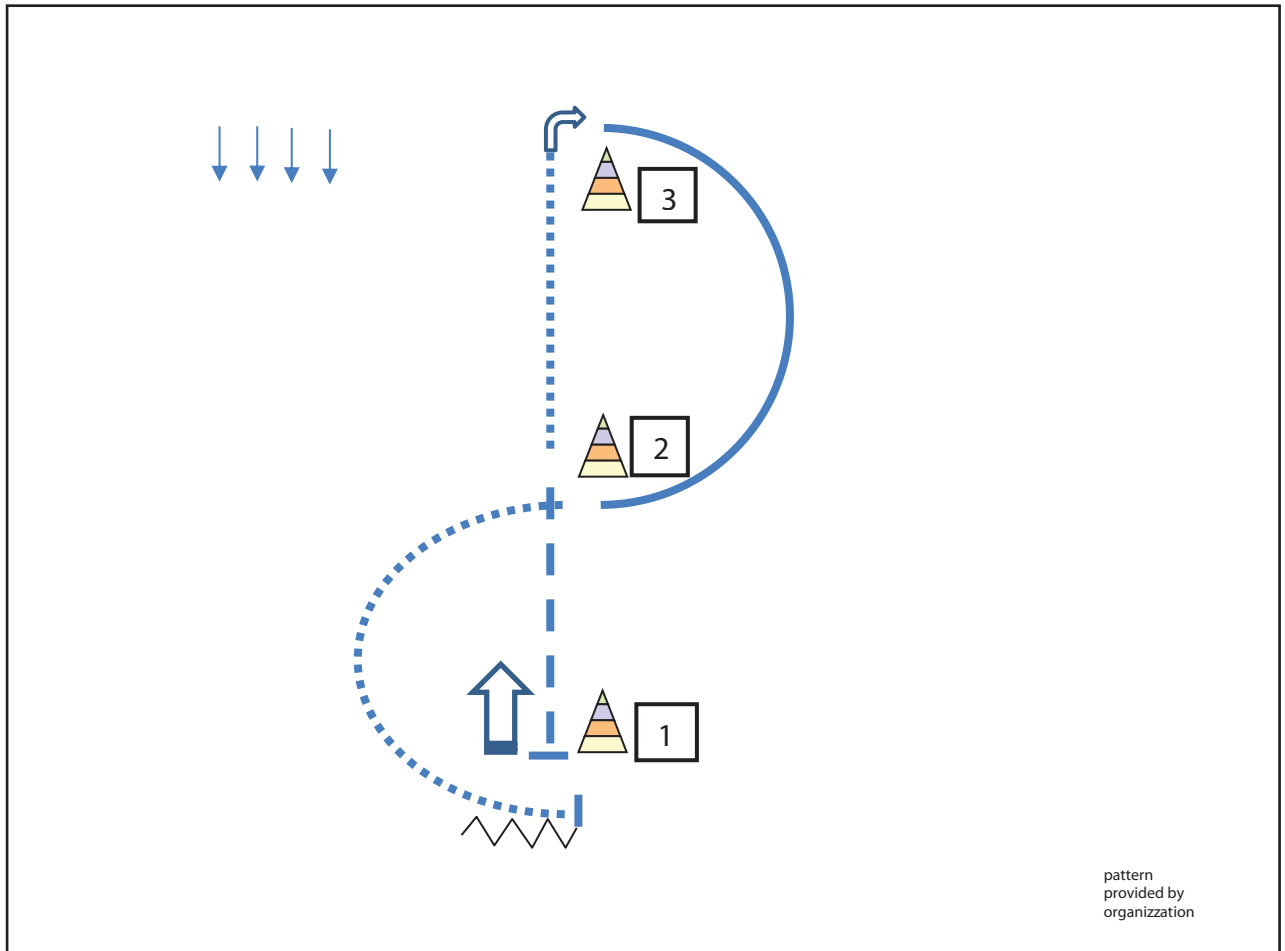 3
2
1
pattern
provided by
organizzation